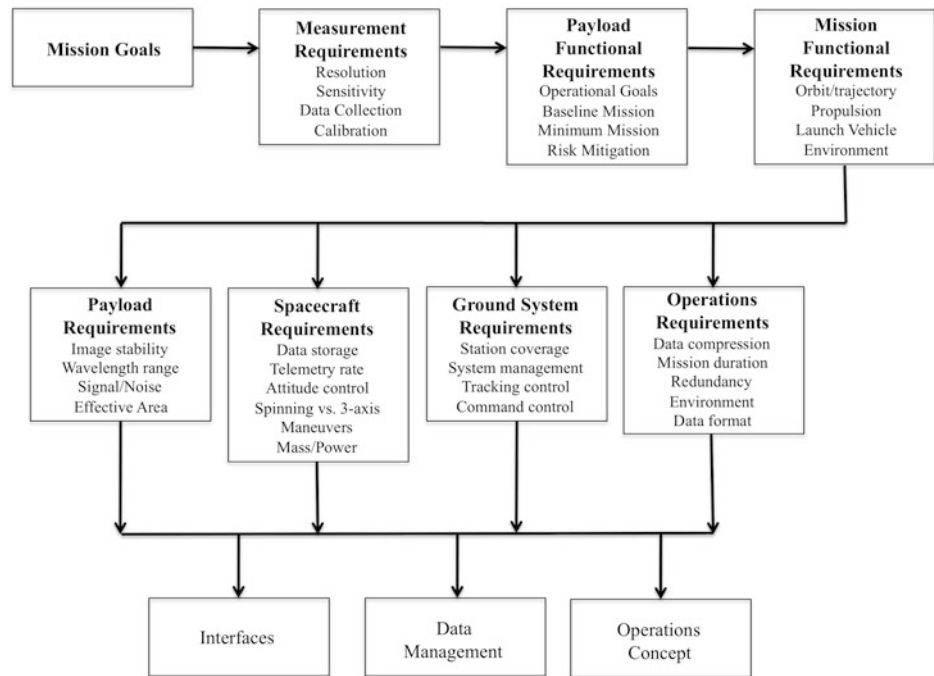 Mission Goals
Measurement
Requirements
Resolution
Sensitivity
Data Collection
Calibration
Payload
Functional
Requirements
Operational Goals
Baseline Mission
Minimum Mission
Risk Mitigation
Mission
Functional
Requirements
Orbit/trajectory
Propulsion
Launch Vehicle
Environment
Payload
Requirements
Image stability
Wavelength range
Signal/Noise
Effective Area
Spacecraft
Requirements
Data storage
Telemetry rate
Attitude control
Spinning vs. 3-axis
Maneuvers
Mass/Power
Ground System
Requirements
Station coverage
System management
Tracking control
Command control
Operations
Requirements
Data compression
Mission duration
Redundancy
Environment
Data format
Interfaces
Data
Management
Operations
Concept